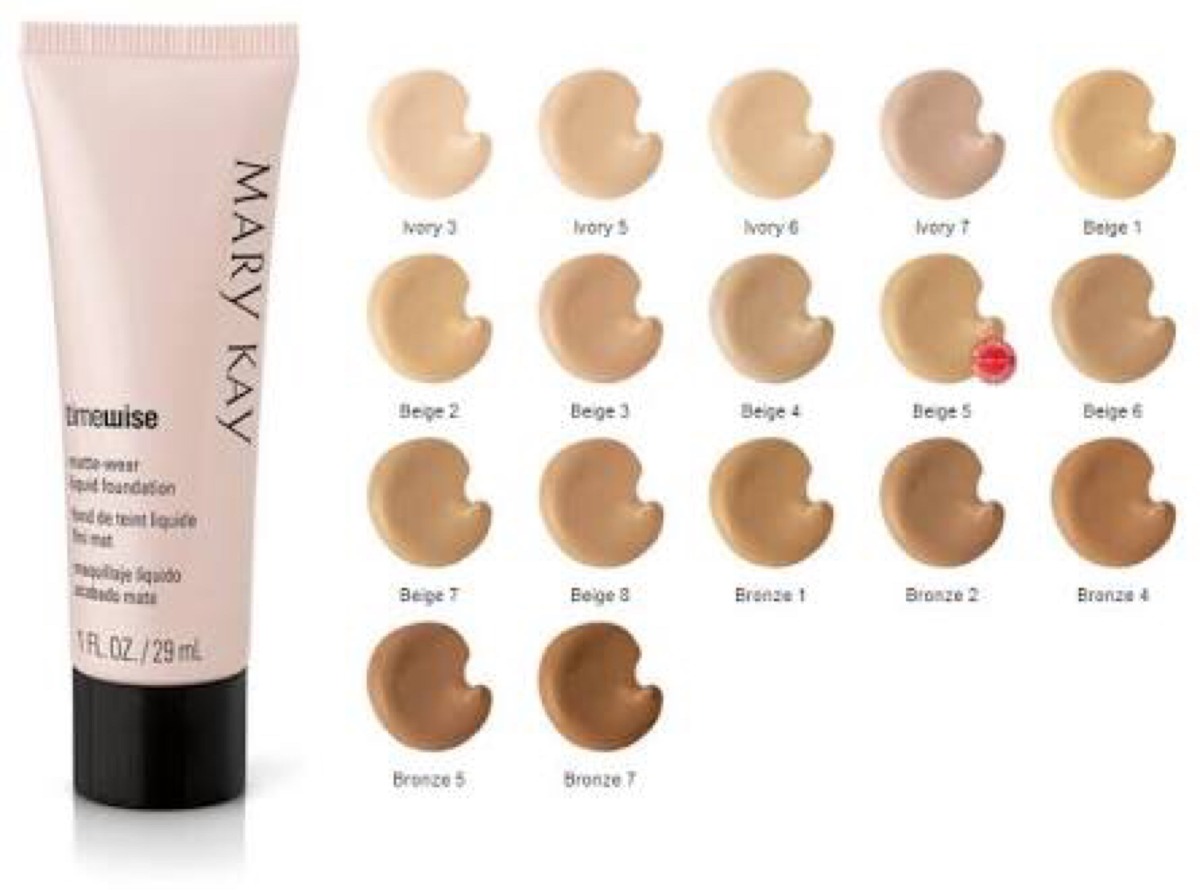 MARY KAY
timewise
matte-wear
liquid foundation
fond de teint liquide
fini mat
maquillaje líquido
acabado mate
1 FL. OZ. / 29 mL
Ivory 3
Ivory 5
Ivory 6
Ivory 7
Beige 1
Beige 2
Beige 3
Beige 4
Beige 5
Beige 6
Beige 7
Beige 8
Bronze 1
Bronze 2
Bronze 4
Bronze 5
Bronze 7